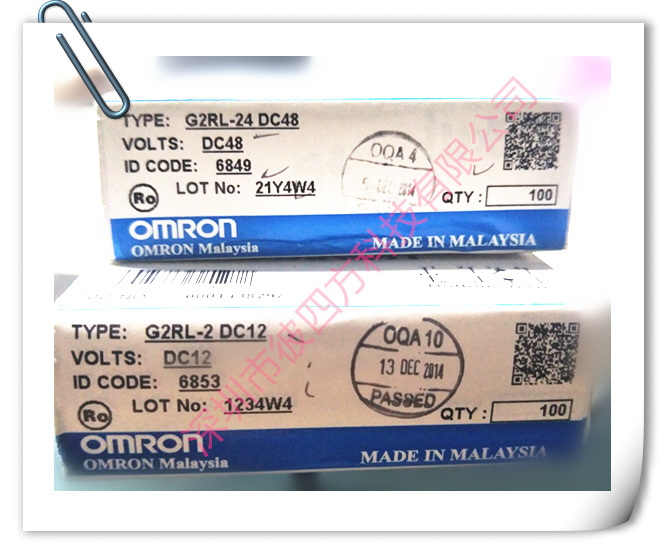 TYPE: G2RL-24 DC48
VOLTS: DC48
ID CODE: 6849
Ro
LOT No: 21Y4W4
OQA 4
DEC 2014
QTY : 100
OMRON
OMRON Malaysia
MADE IN MALAYSIA
TYPE: G2RL-2 DC12
VOLTS: DC12
ID CODE: 6853
Ro
LOT No: 1234W4
OQA 10
13 DEC 2014
PASSED
QTY : 100
OMRON
OMRON Malaysia
MADE IN MALAYSIA
深圳市彼四方科技有限公司